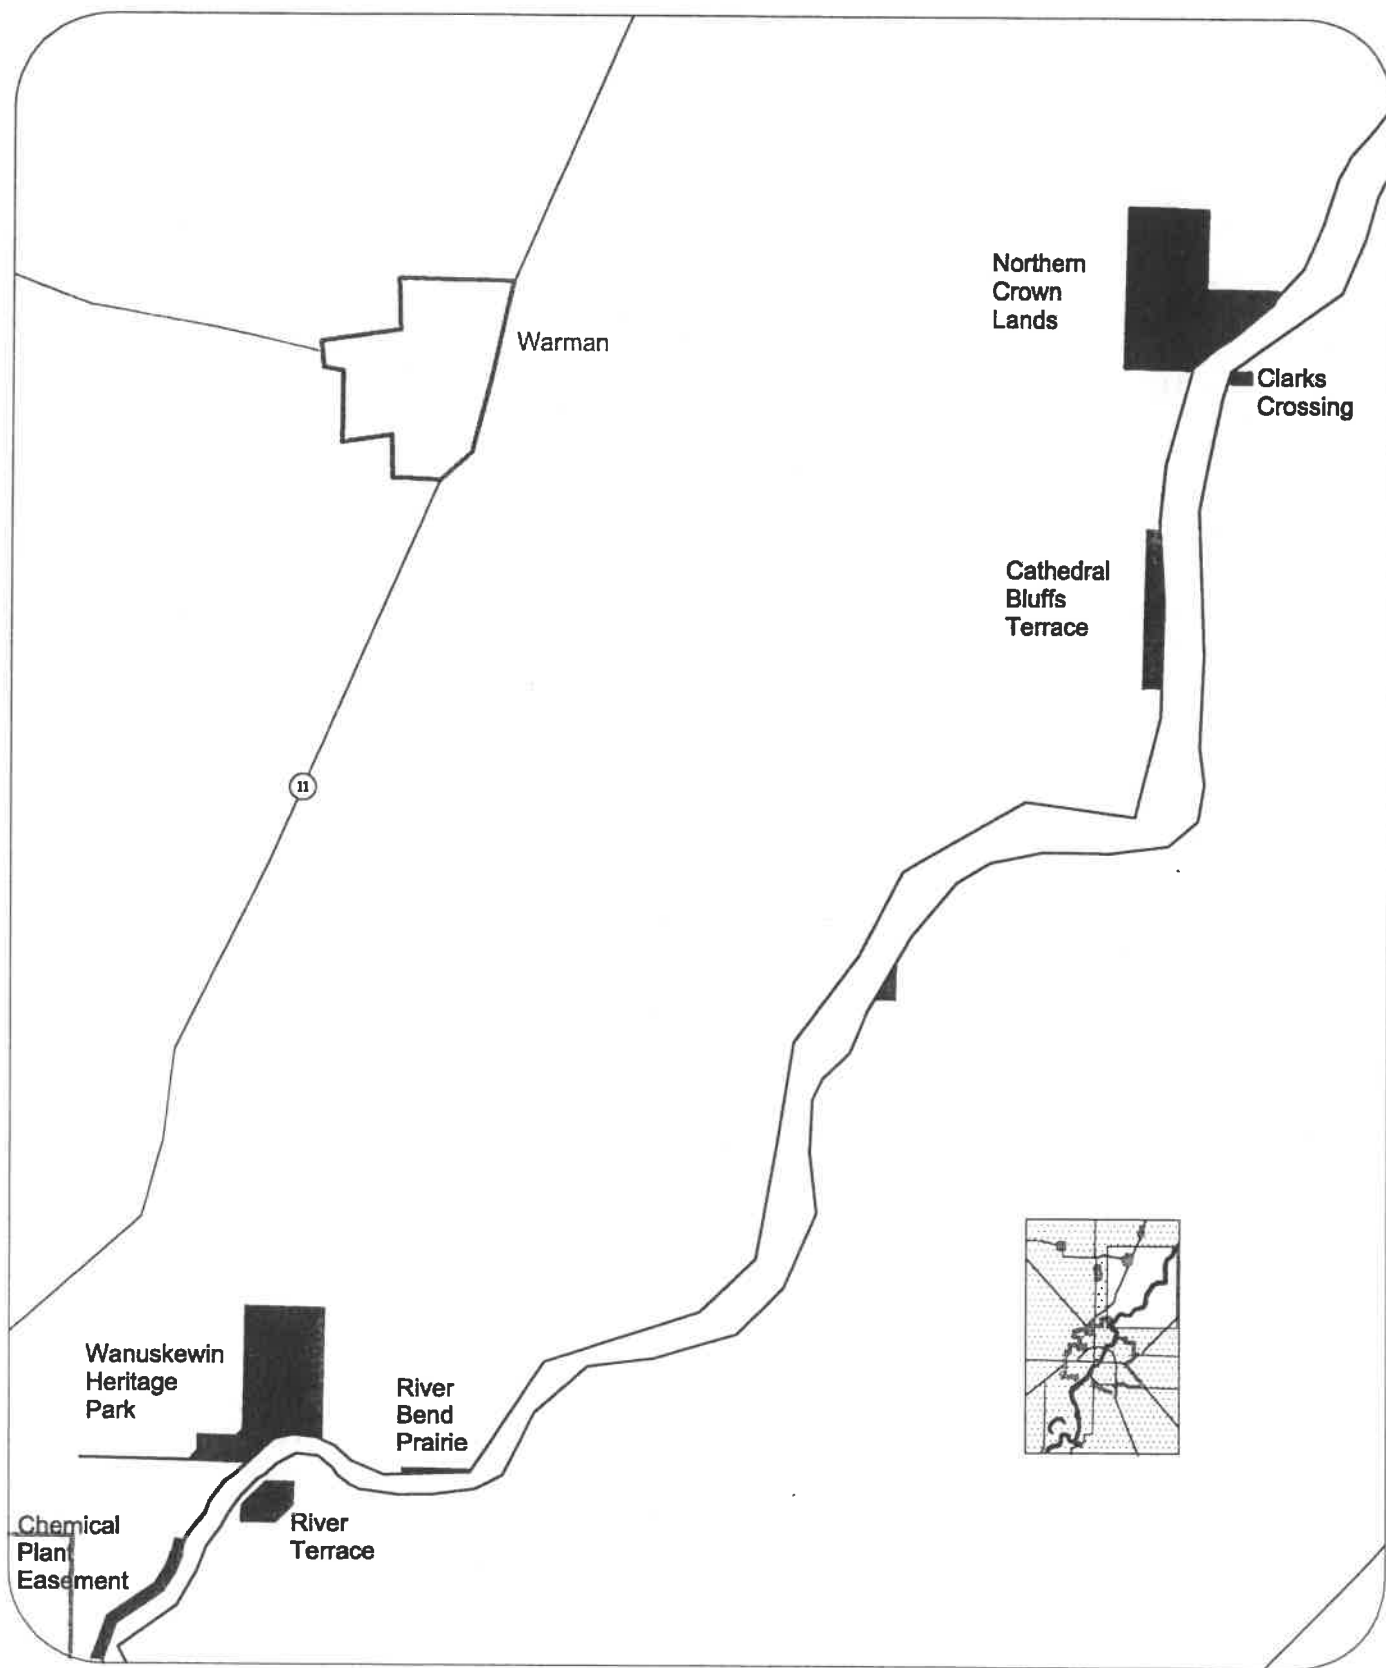 Northern
Crown
Lands
Warman
Clarks
Crossing
Cathedral
Bluffs
Terrace
11
Wanuskewin
Heritage
Park
River
Bend
Prairie
River
Terrace
Chemical
Plant
Easement